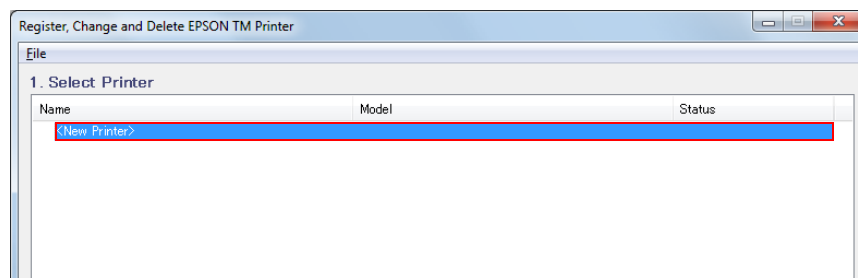 Register, Change and Delete EPSON TM Printer
File
1. Select Printer
Name Model Status
<New Printer>